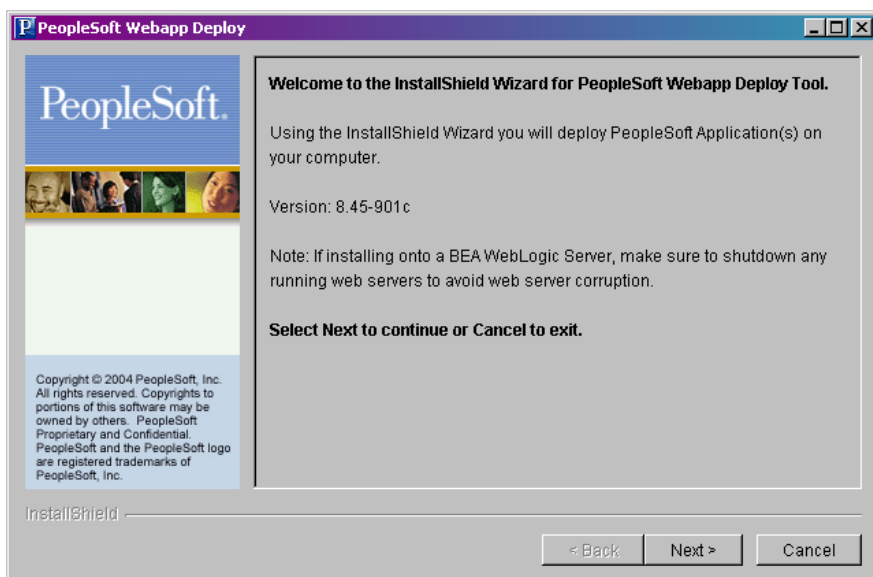 PeopleSoft Webapp Deploy
PeopleSoft.
Welcome to the InstallShield Wizard for PeopleSoft Webapp Deploy Tool.
Using the InstallShield Wizard you will deploy PeopleSoft Application(s) on
your computer.
Version: 8.45-901c
Note: If installing onto a BEA WebLogic Server, make sure to shutdown any
running web servers to avoid web server corruption.
Select Next to continue or Cancel to exit.
Copyright © 2004 PeopleSoft, Inc.
All rights reserved. Copyrights to
portions of this software may be
owned by others. PeopleSoft
Proprietary and Confidential.
PeopleSoft and the PeopleSoft logo
are registered trademarks of
PeopleSoft, Inc.
InstallShield
< Back
Next >
Cancel